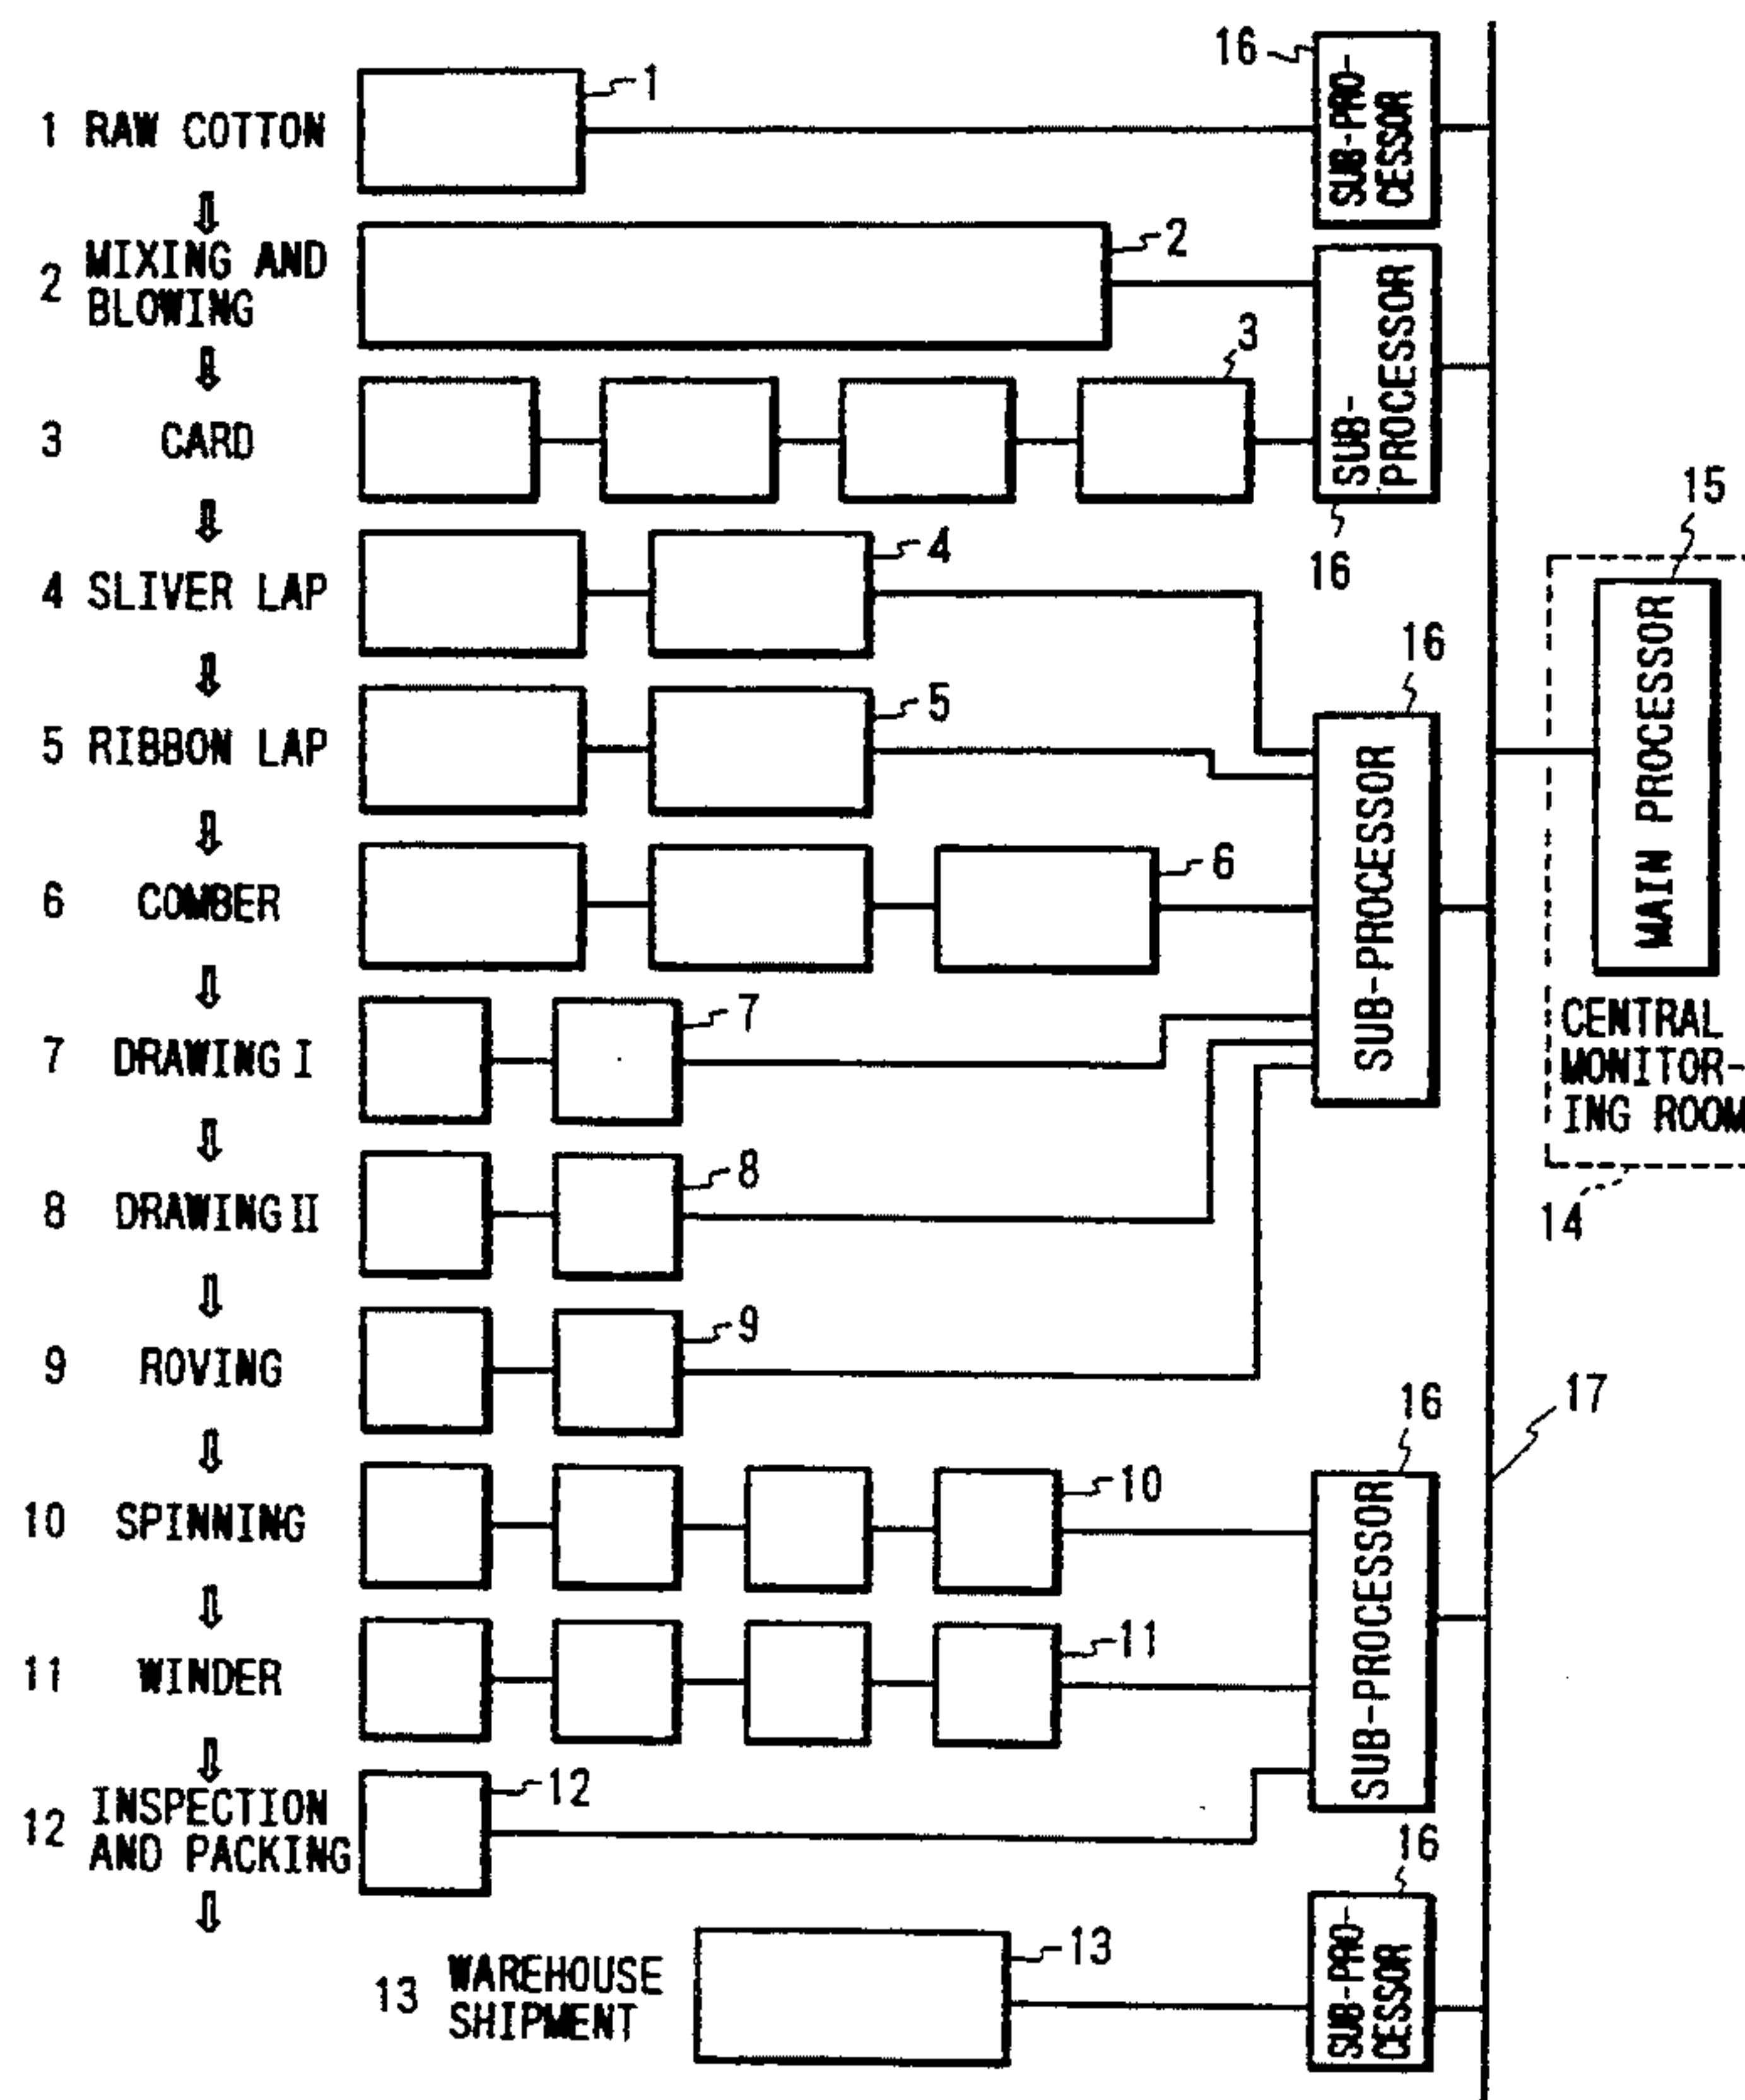 1 RAW COTTON
1
16
SUB-PRO-
CESSOR
⇩
2 MIXING AND
BLOWING
2
SUB-
PROCESSOR
16
⇩
3 CARD
3
⇩
4 SLIVER LAP
4
⇩
5 RIBBON LAP
5
16
SUB-PROCESSOR
⇩
6 COMBER
6
⇩
7 DRAWING I
7
⇩
8 DRAWING II
8
⇩
9 ROVING
9
15
MAIN PROCESSOR
CENTRAL
MONITOR-
ING ROOM
14
17
⇩
10 SPINNING
10
16
SUB-PROCESSOR
⇩
11 WINDER
11
⇩
12 INSPECTION
AND PACKING
12
⇩
13 WAREHOUSE
SHIPMENT
13
16
SUB-PRO-
CESSOR